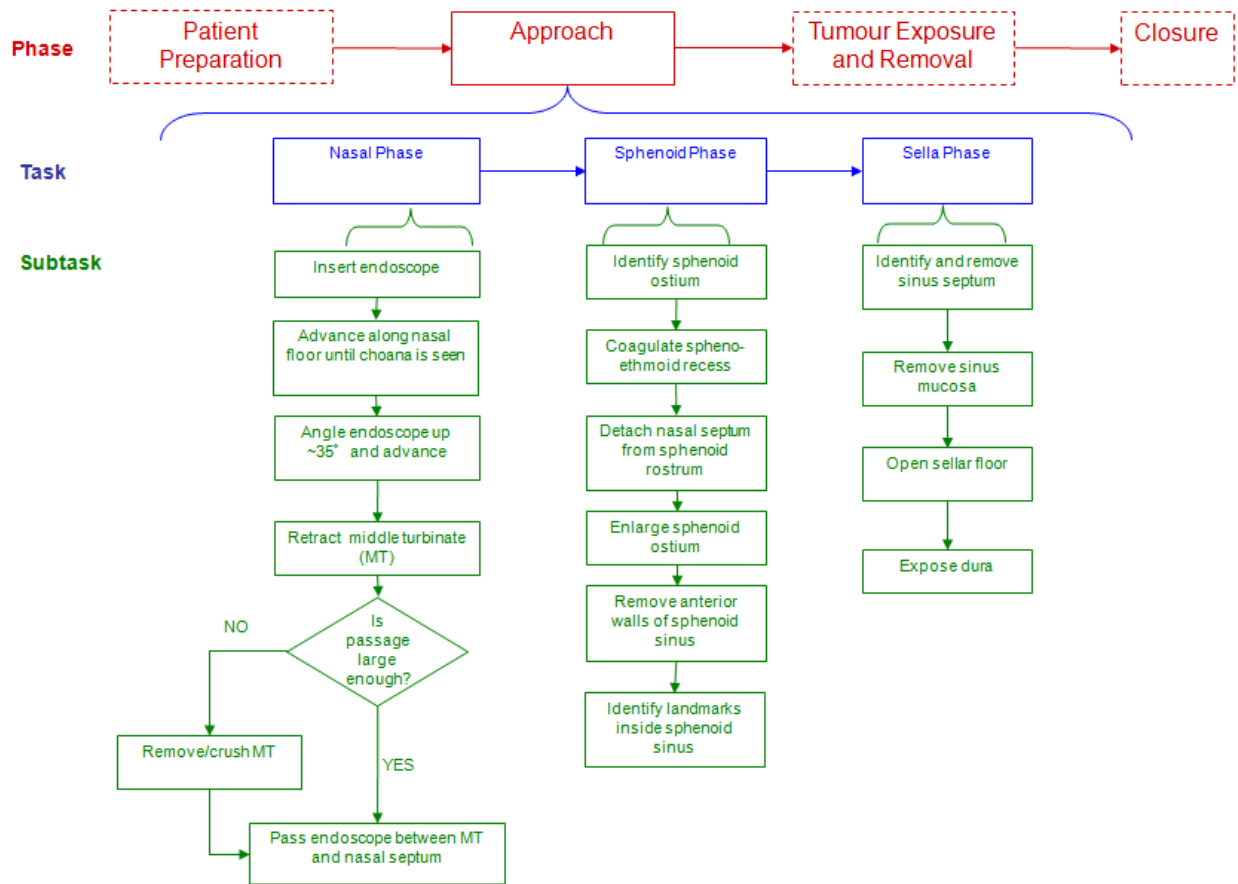 Phase
Patient
Preparation
Approach
Tumour Exposure
and Removal
Closure
Task
Nasal Phase
Sphenoid Phase
Sella Phase
Subtask
Insert endoscope
Advance along nasal
floor until choana is seen
Angle endoscope up
~35° and advance
Retract middle turbinate
(MT)
Is
passage
large
enough?
NO
YES
Remove/crush MT
Pass endoscope between MT
and nasal septum
Identify sphenoid
ostium
Coagulate spheno-
ethmoid recess
Detach nasal septum
from sphenoid
rostrum
Enlarge sphenoid
ostium
Remove anterior
walls of sphenoid
sinus
Identify landmarks
inside sphenoid
sinus
Identify and remove
sinus septum
Remove sinus
mucosa
Open sellar floor
Expose dura